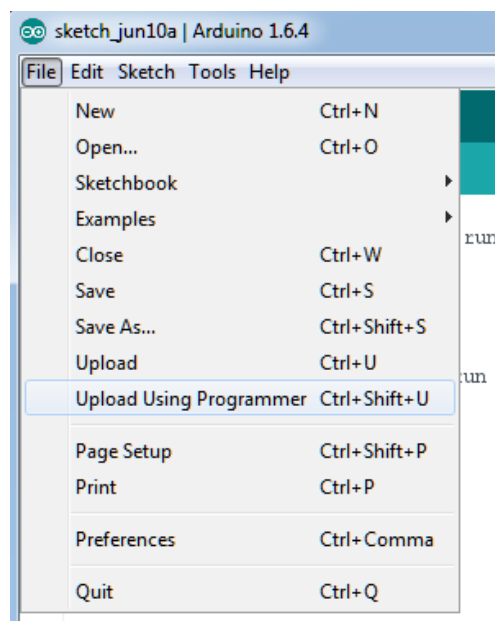 sketch_jun10a | Arduino 1.6.4
File Edit Sketch Tools Help
New Ctrl+N
Open... Ctrl+O
Sketchbook
Examples
run
Close Ctrl+W
Save Ctrl+S
Save As... Ctrl+Shift+S
Upload Ctrl+U
run
Upload Using Programmer Ctrl+Shift+U
Page Setup Ctrl+Shift+P
Print Ctrl+P
Preferences Ctrl+Comma
Quit Ctrl+Q